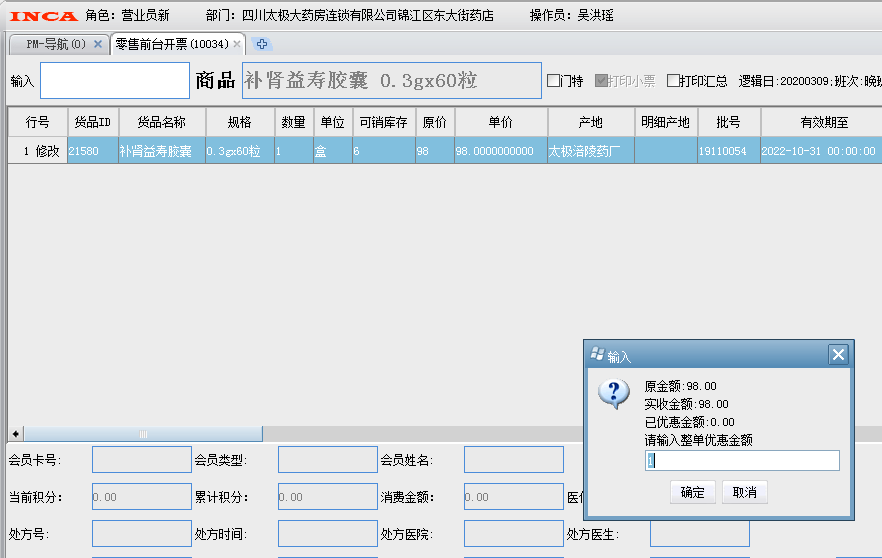 INCA 角色: 营业员新 部门: 四川太极大药房连锁有限公司锦江区东大街药店 操作员: 吴洪瑶
PM-导航(0) 零售前台开票(10034)
输入 商品 补肾益寿胶囊 0.3gx60粒 门特 打印小票 打印汇总 逻辑日:20200309;班次:晚班
行号 货品ID 货品名称 规格 数量 单位 可销库存 原价 单价 产地 明细产地 批号 有效期至
1 修改 21580 补肾益寿胶囊 0.3gx60粒 1 盒 6 98 98.0000000000 太极涪陵药厂 19110054 2022-10-31 00:00:00
输入
原金额:98.00
实收金额:98.00
已优惠金额:0.00
请输入整单优惠金额
确定 取消
会员卡号: 会员类型: 会员姓名:
当前积分: 0.00 累计积分: 0.00 消费金额: 0.00
处方号: 处方时间: 处方医院: 处方医生: